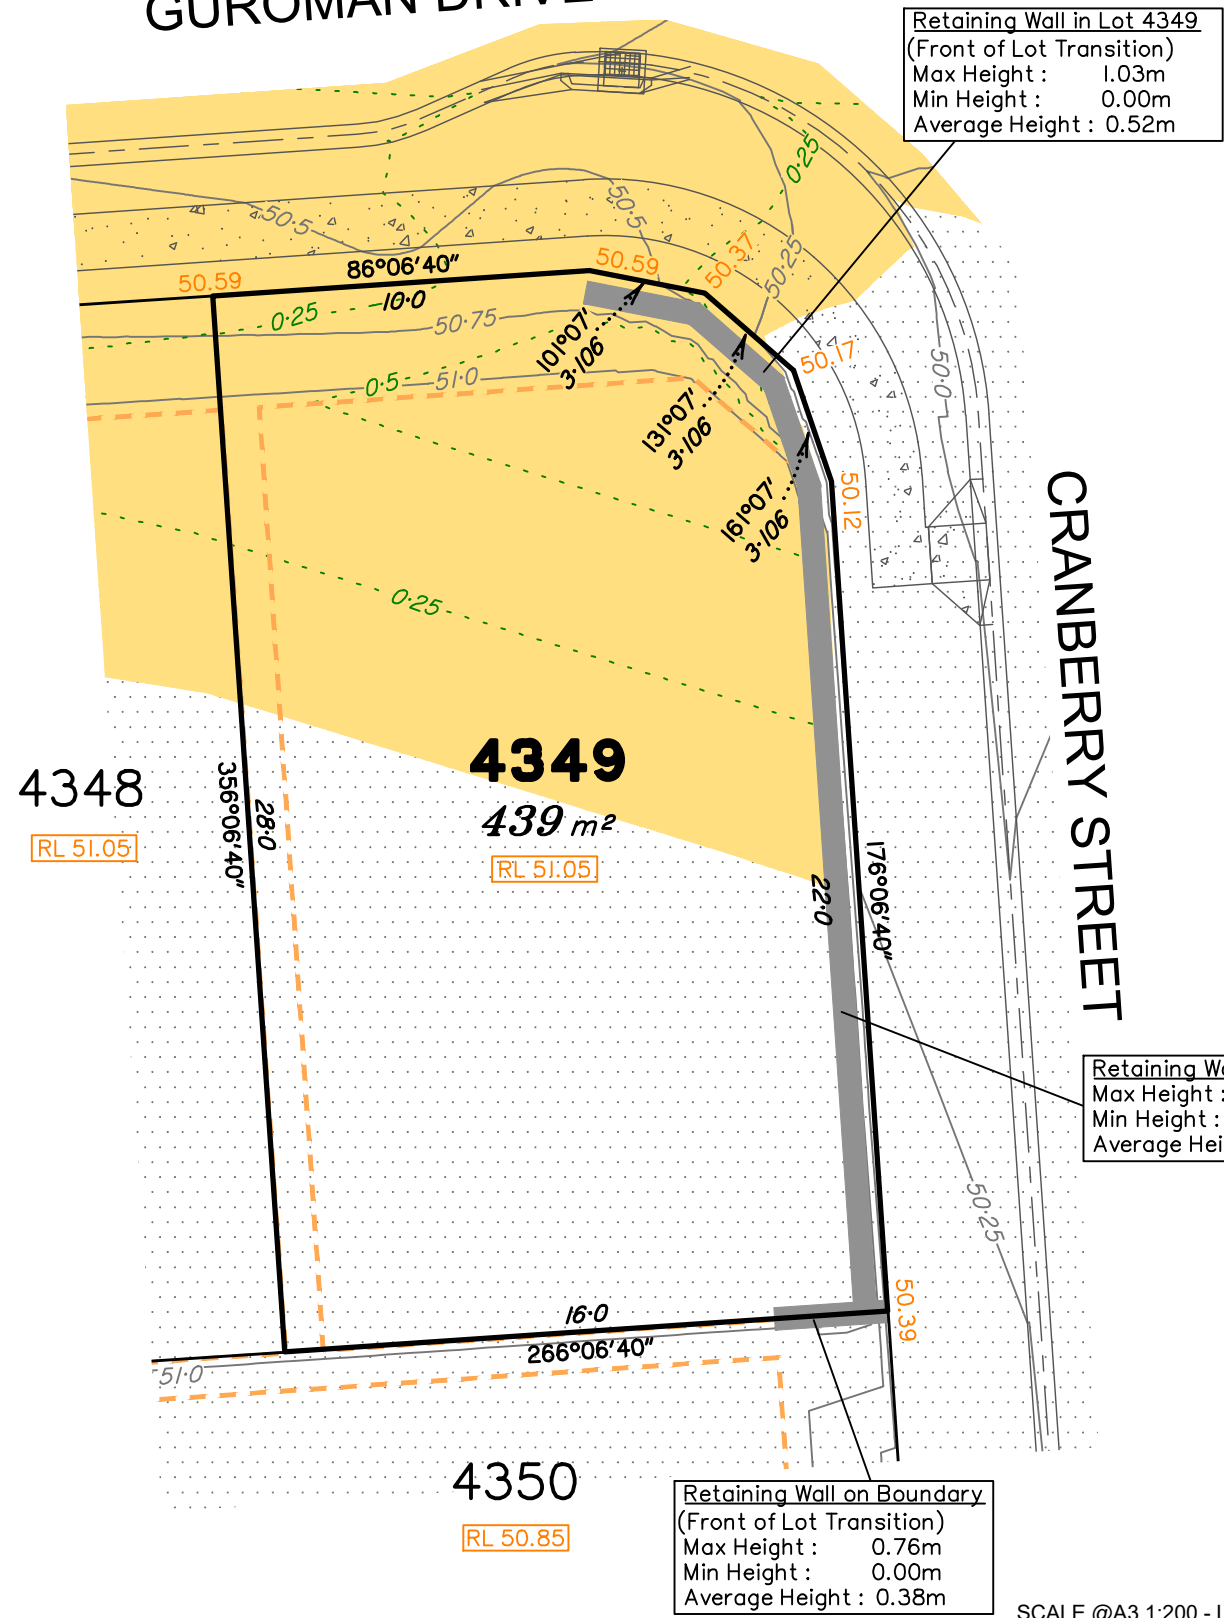 GUROMAN DRIVE
Retaining Wall in Lot 4349
(Front of Lot Transition)
Max Height : 1.03m
Min Height : 0.00m
Average Height : 0.52m
0·25
50·5
50·5
50.59
86°06'40"
50.59
50.37
50·25
0·25
10·0
50·75
101°07'
3·106
50.17
50·0
0·5
51·0
131°07'
3·106
161°07'
3·106
50.12
CRANBERRY STREET
0·25
4349
439 m²
RL 51.05
4348
RL 51.05
356°06'40"
28·0
22·0
176°06'40"
Retaining
Max Height :
Min Height :
Average
50·25
50.39
16·0
266°06'40"
51·0
4350
RL 50.85
Retaining Wall on Boundary
(Front of Lot Transition)
Max Height : 0.76m
Min Height : 0.00m
Average Height : 0.38m
SCALE @A3 1:200 -